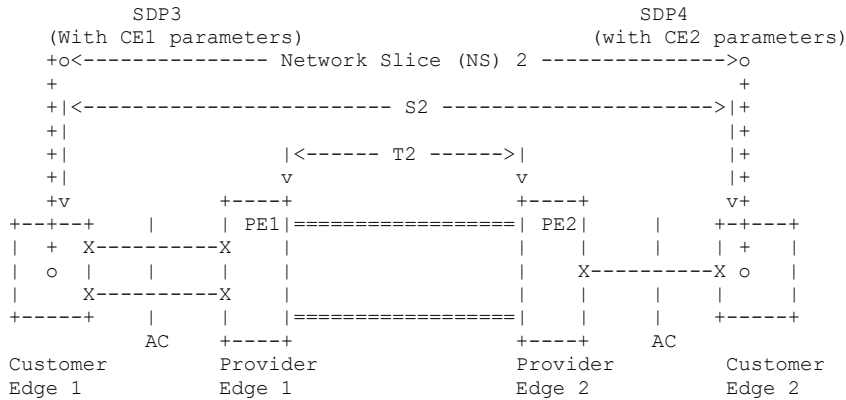 SDP3 SDP4
(With CE1 parameters) (with CE2 parameters)
Network Slice (NS) 2
S2
T2
PE1 PE2
AC AC
Customer Provider Provider Customer
Edge 1 Edge 1 Edge 2 Edge 2